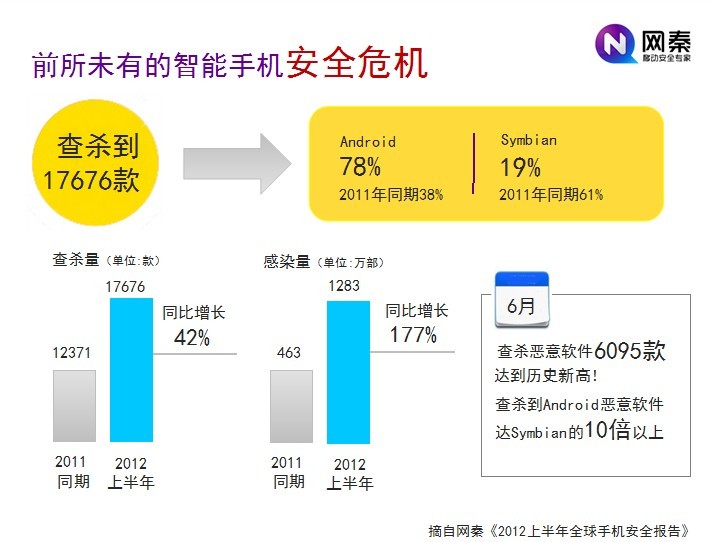 前所未有的智能手机安全危机
网秦
移动安全专家
查杀到
17676款
Android
78%
2011年同期38%
Symbian
19%
2011年同期61%
查杀量（单位:款）
17676
同比增长
42%
12371
2011
同期
2012
上半年
感染量（单位:万部）
1283
同比增长
177%
463
2011
同期
2012
上半年
6月
查杀恶意软件6095款
达到历史新高!
查杀到Android恶意软件
达Symbian的10倍以上
摘自网秦《2012上半年全球手机安全报告》